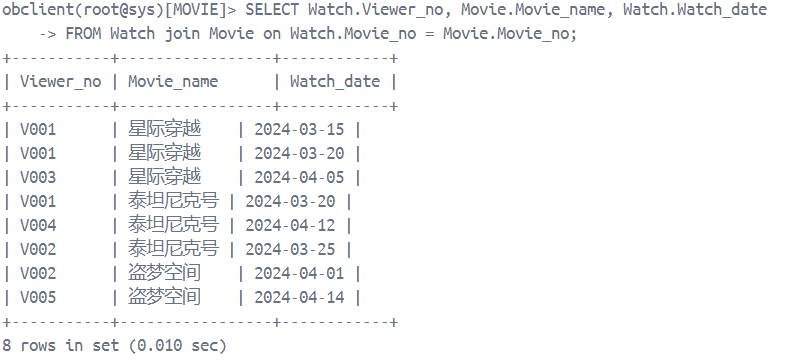 obclient(root@sys)[MOVIE]> SELECT Watch.Viewer_no, Movie.Movie_name, Watch.Watch_date
    -> FROM Watch join Movie on Watch.Movie_no = Movie.Movie_no;
+-----------+-----------------+------------+
| Viewer_no | Movie_name      | Watch_date |
+-----------+-----------------+------------+
| V001      | 星际穿越    | 2024-03-15 |
| V001      | 星际穿越    | 2024-03-20 |
| V003      | 星际穿越    | 2024-04-05 |
| V001      | 泰坦尼克号 | 2024-03-20 |
| V004      | 泰坦尼克号 | 2024-04-12 |
| V002      | 泰坦尼克号 | 2024-03-25 |
| V002      | 盗梦空间    | 2024-04-01 |
| V005      | 盗梦空间    | 2024-04-14 |
+-----------+-----------------+------------+
8 rows in set (0.010 sec)